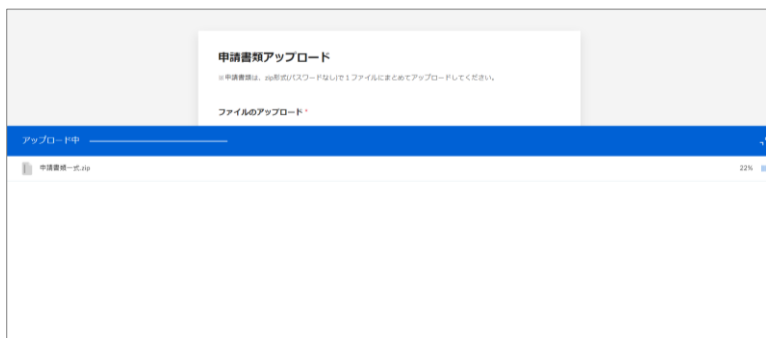 申請書類アップロード
※申請書類は、zip形式(パスワードなし)で1ファイルにまとめてアップロードしてください。
ファイルのアップロード *
アップロード中
申請書類一式.zip
22%